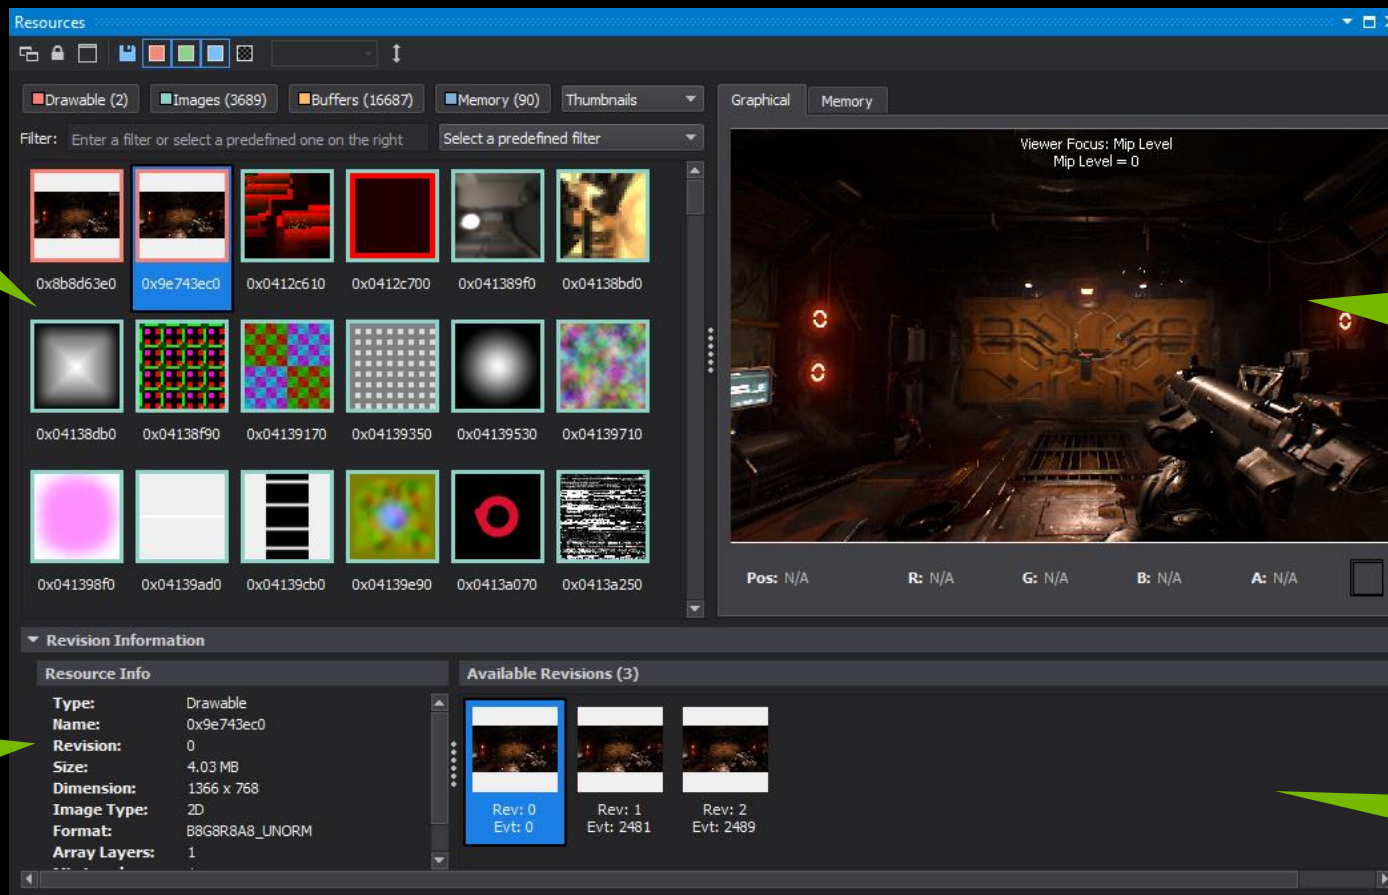 Resources
Drawable (2) Images (3689) Buffers (16687) Memory (90) Thumbnails
Filter: Enter a filter or select a predefined one on the right Select a predefined filter
0x8b8d63e0 0x9e743ec0 0x0412c610 0x0412c700 0x041389f0 0x04138bd0
0x04138db0 0x04138f90 0x04139170 0x04139350 0x04139530 0x04139710
0x041398f0 0x04139ad0 0x04139cb0 0x04139e90 0x0413a070 0x0413a250
Graphical Memory
Viewer Focus: Mip Level
Mip Level = 0
Pos: N/A R: N/A G: N/A B: N/A A: N/A
Revision Information
Resource Info
Type: Drawable
Name: 0x9e743ec0
Revision: 0
Size: 4.03 MB
Dimension: 1366 x 768
Image Type: 2D
Format: B8G8R8A8_UNORM
Array Layers: 1
Available Revisions (3)
Rev: 0 Rev: 1 Rev: 2
Evt: 0 Evt: 2481 Evt: 2489